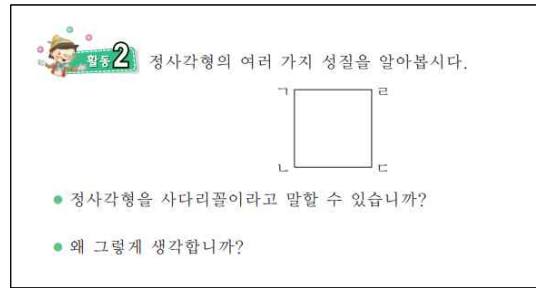 활동 2 정사각형의 여러 가지 성질을 알아봅시다.
ㄱ ㄹ
ㄴ ㄷ
● 정사각형을 사다리꼴이라고 말할 수 있습니까?
● 왜 그렇게 생각합니까?